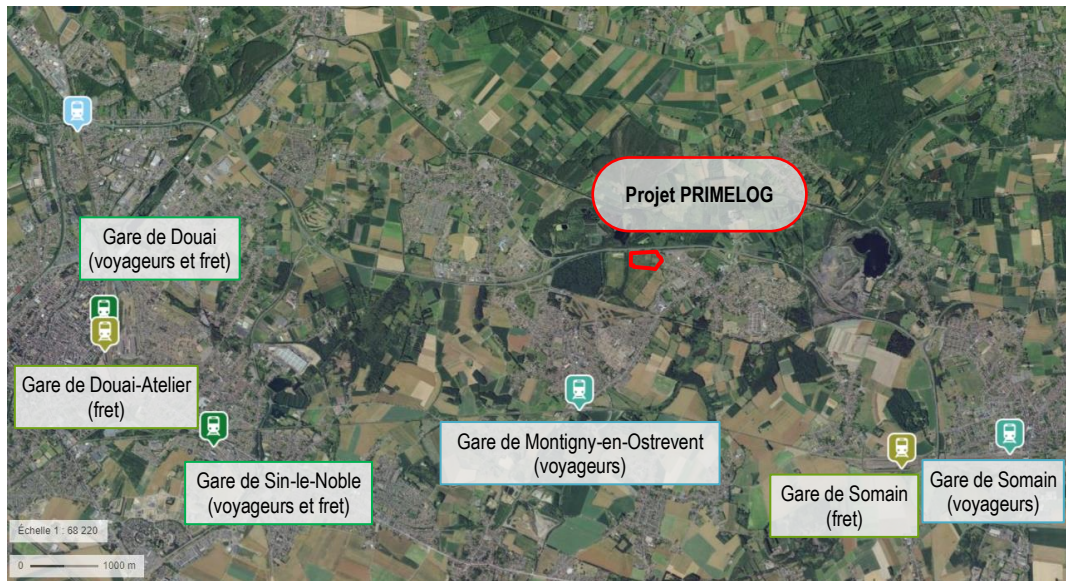 Projet PRIMELOG
Gare de Douai
(voyageurs et fret)
Gare de Douai-Atelier
(fret)
Gare de Sin-le-Noble
(voyageurs et fret)
Gare de Montigny-en-Ostrevent
(voyageurs)
Gare de Somain
(fret)
Gare de Somain
(voyageurs)
Échelle 1 : 68 220
0 1000 m